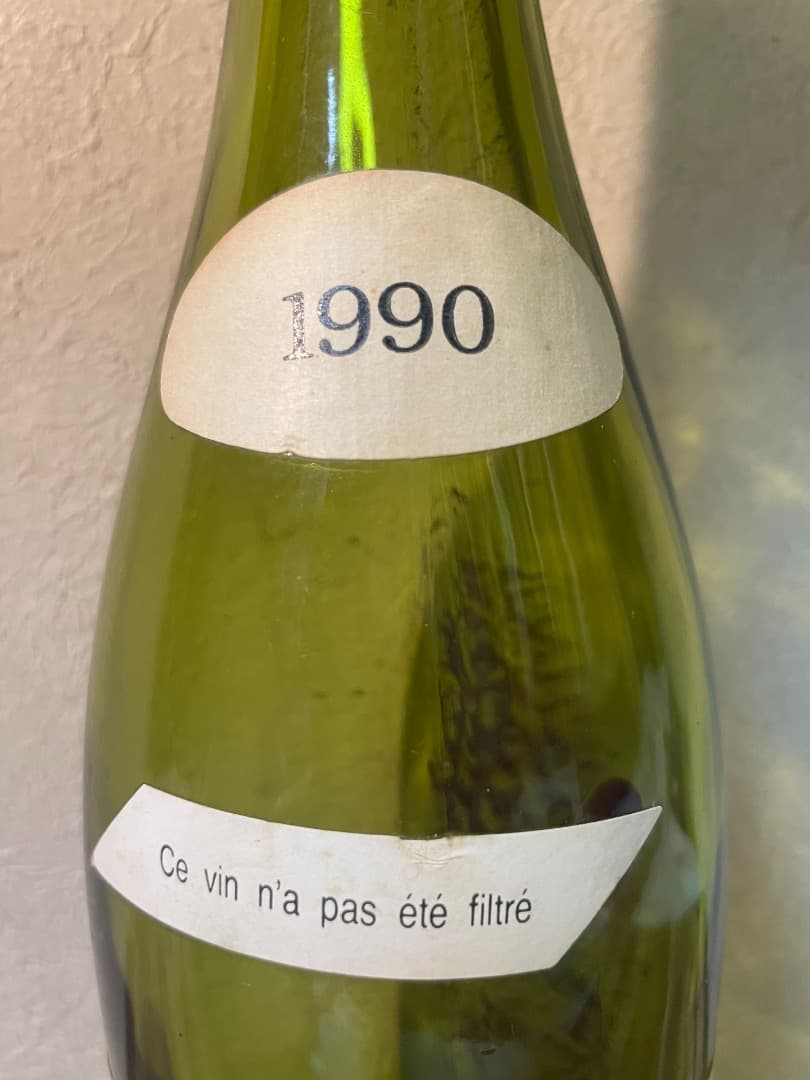 1990
Ce vin n'a pas été filtré